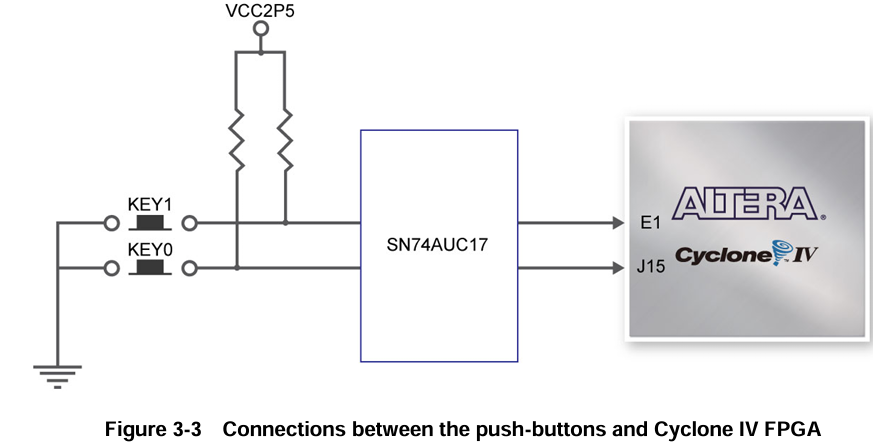 VCC2P5
KEY1
KEY0
SN74AUC17
E1
J15
ALTERA®
Cyclone™ IV
Figure 3-3 Connections between the push-buttons and Cyclone IV FPGA